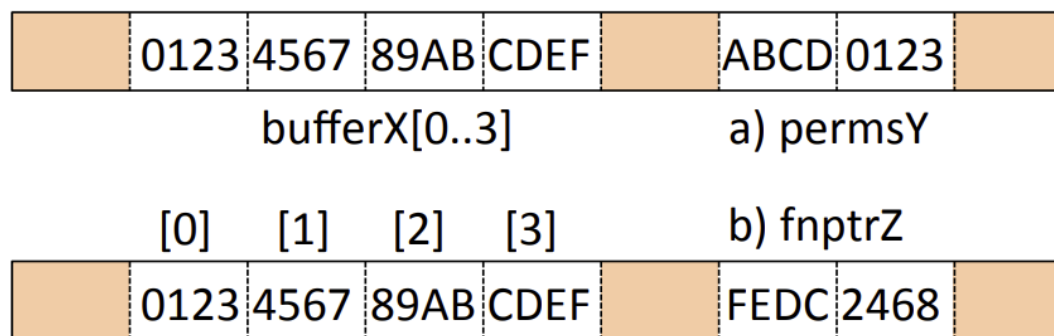 0123 4567 89AB CDEF ABCD 0123
bufferX[0..3] a) permsY
[0] [1] [2] [3] b) fnptrZ
0123 4567 89AB CDEF FEDC 2468